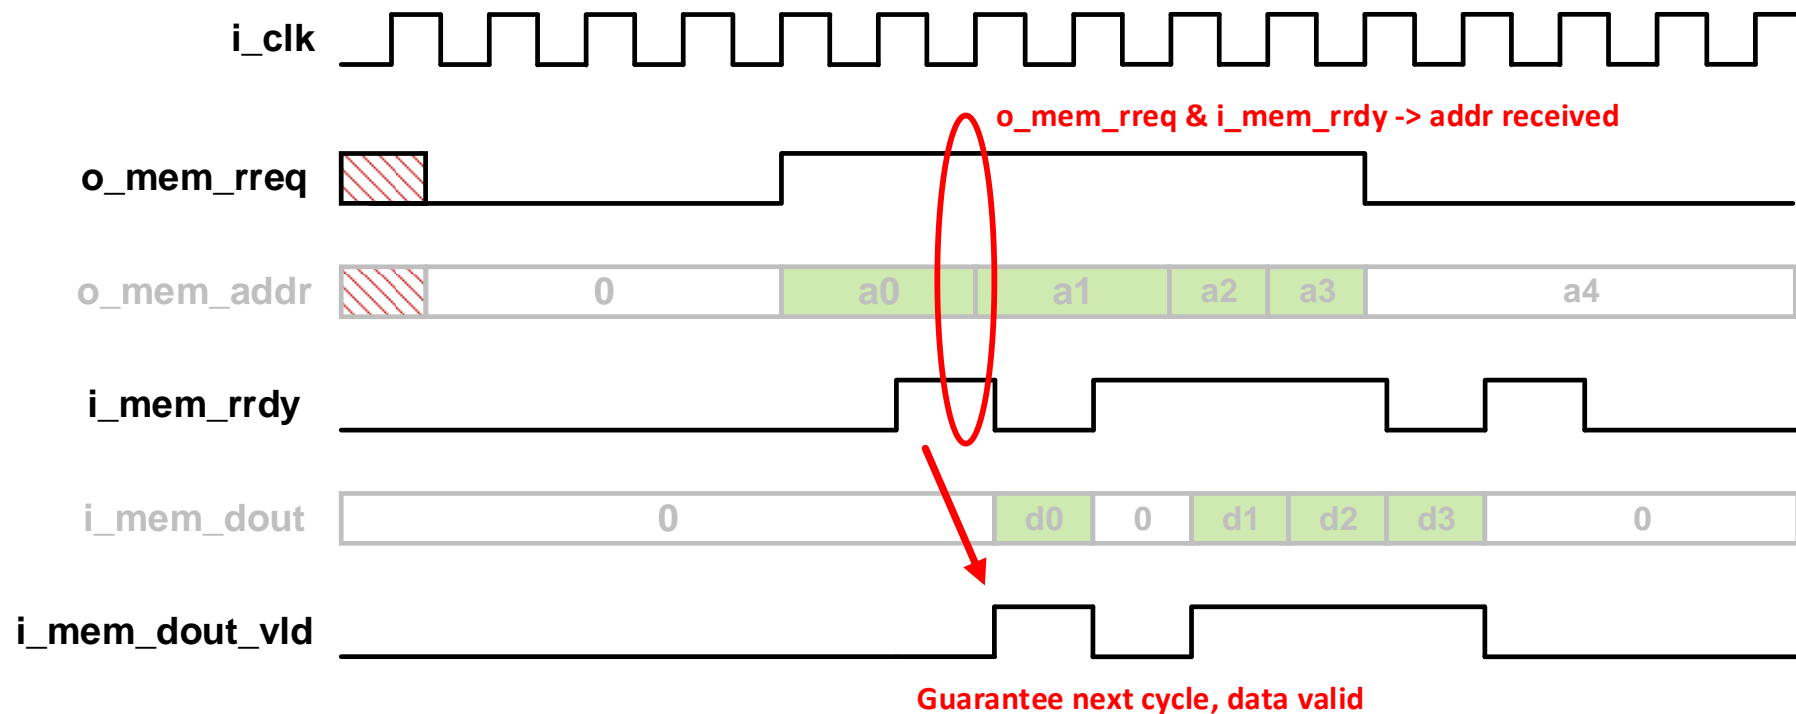 i_clk
o_mem_rreq & i_mem_rrdy -> addr received
o_mem_rreq
o_mem_addr 0 a0 a1 a2 a3 a4
i_mem_rrdy
i_mem_dout 0 d0 0 d1 d2 d3 0
i_mem_dout_vld
Guarantee next cycle, data valid